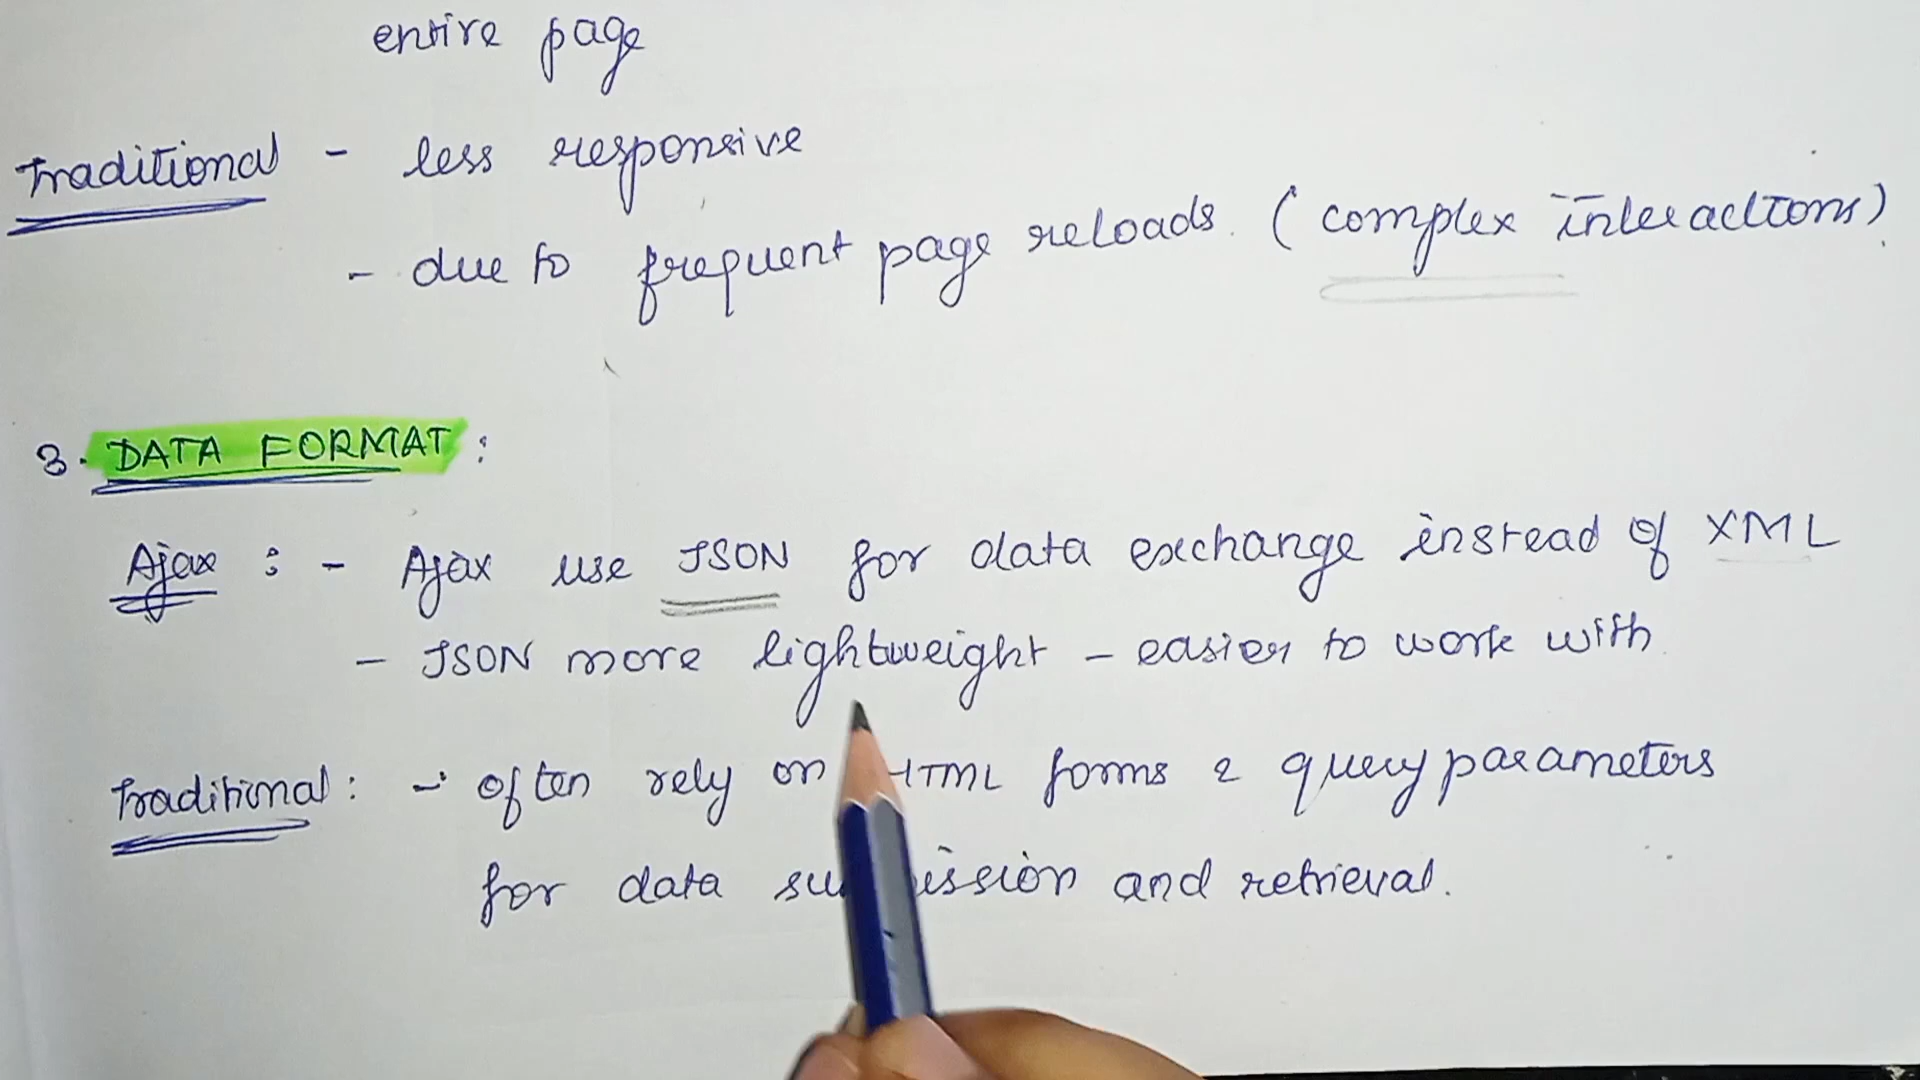 entire page
Traditional - less responsive
- due to frequent page reloads. (complex interactions)
3. DATA FORMAT :
Ajax : - Ajax use JSON for data exchange instead of XML
- JSON more lightweight - easier to work with
Traditional : - often rely on HTML forms & query parameters
for data submission and retrieval.